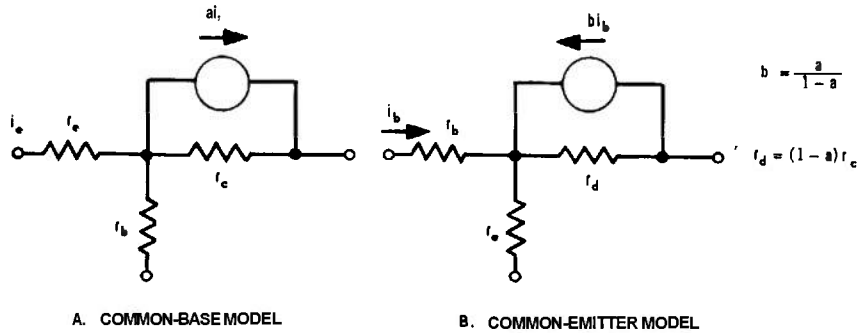 ai,
i_e
r_e
r_c
r_b
A. COMMON-BASE MODEL
bi_b
i_b
r_b
r_d
r_e
B. COMMON-EMITTER MODEL
b = a / (1 - a)
r_d = (1 - a) r_c